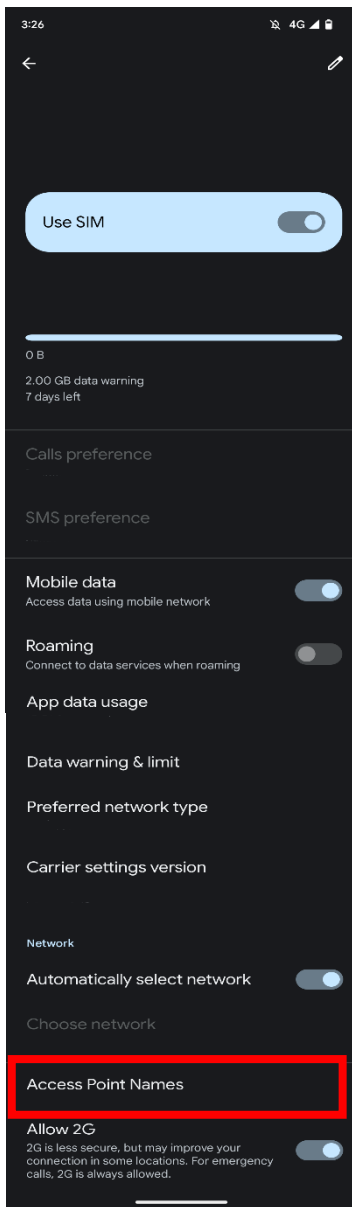 3:26 4G
Use SIM
0 B
2.00 GB data warning
7 days left
Calls preference
SMS preference
Mobile data
Access data using mobile network
Roaming
Connect to data services when roaming
App data usage
Data warning & limit
Preferred network type
Carrier settings version
Network
Automatically select network
Choose network
Access Point Names
Allow 2G
2G is less secure, but may improve your
connection in some locations. For emergency
calls, 2G is always allowed.